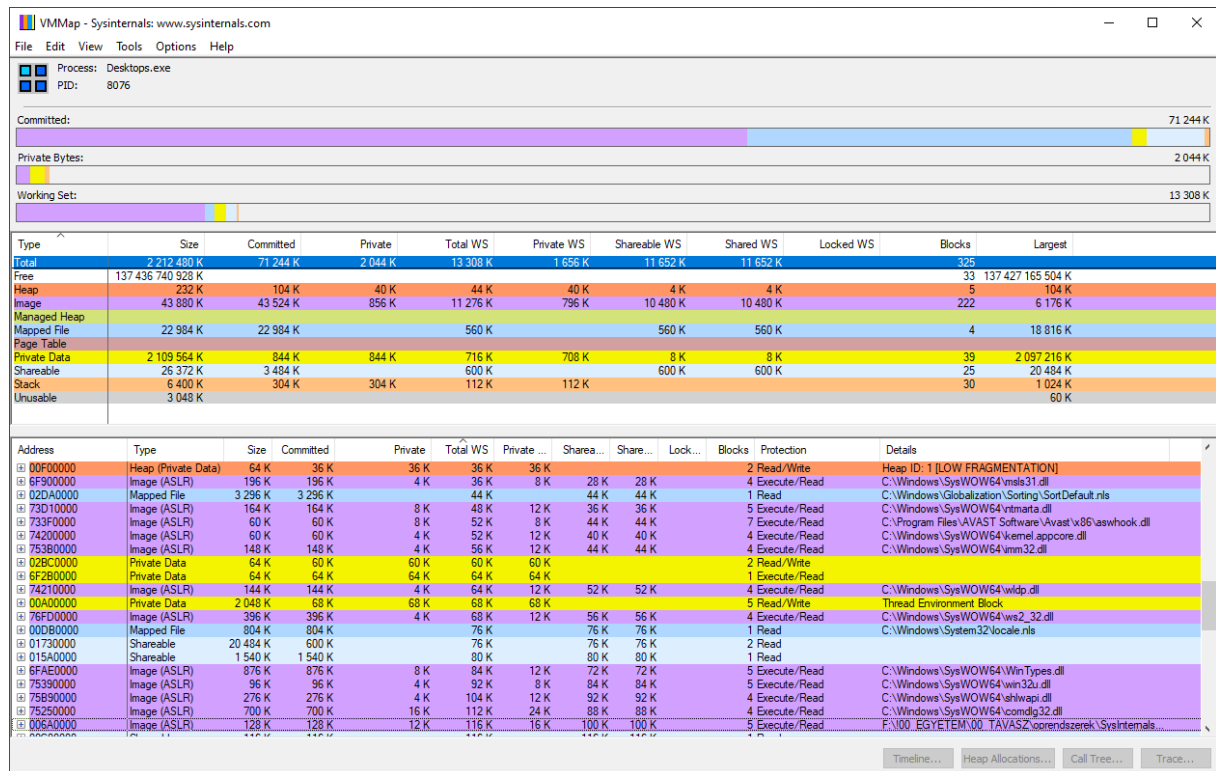 VMMap - Sysinternals: www.sysinternals.com
File Edit View Tools Options Help
Process: Desktops.exe
PID: 8076
Committed: 71 244 K
Private Bytes: 2 044 K
Working Set: 13 308 K
Type Size Committed Private Total WS Private WS Shareable WS Shared WS Locked WS Blocks Largest
Total 2 212 480 K 71 244 K 2 044 K 13 308 K 1 656 K 11 652 K 11 652 K 325
Free 137 436 740 928 K 33 137 427 165 504 K
Heap 232 K 104 K 40 K 44 K 40 K 4 K 4 K 5 104 K
Image 43 880 K 43 524 K 856 K 11 276 K 796 K 10 480 K 10 480 K 222 6 176 K
Managed Heap
Mapped File 22 984 K 22 984 K 560 K 560 K 560 K 4 18 816 K
Page Table
Private Data 2 109 564 K 844 K 844 K 716 K 708 K 8 K 8 K 39 2 097 216 K
Shareable 26 372 K 3 484 K 600 K 600 K 600 K 25 20 484 K
Stack 6 400 K 304 K 304 K 112 K 112 K 30 1 024 K
Unusable 3 048 K 60 K
Address Type Size Committed Private Total WS Private ... Sharea... Share... Lock... Blocks Protection Details
00F00000 Heap (Private Data) 64 K 36 K 36 K 36 K 36 K 2 Read/Write Heap ID: 1 [LOW FRAGMENTATION]
6F900000 Image (ASLR) 196 K 196 K 4 K 36 K 8 K 28 K 28 K 4 Execute/Read C:\Windows\SysWOW64\msls31.dll
02DA0000 Mapped File 3 296 K 3 296 K 44 K 44 K 44 K 1 Read C:\Windows\Globalization\Sorting\SortDefault.nls
73D10000 Image (ASLR) 164 K 164 K 8 K 48 K 12 K 36 K 36 K 5 Execute/Read C:\Windows\SysWOW64\ntmarta.dll
733F0000 Image (ASLR) 60 K 60 K 8 K 52 K 8 K 44 K 44 K 7 Execute/Read C:\Program Files\AVAST Software\Avast\x86\aswhook.dll
74200000 Image (ASLR) 60 K 60 K 4 K 52 K 12 K 40 K 40 K 4 Execute/Read C:\Windows\SysWOW64\kernel.appcore.dll
753B0000 Image (ASLR) 148 K 148 K 4 K 56 K 12 K 44 K 44 K 4 Execute/Read C:\Windows\SysWOW64\imm32.dll
02BC0000 Private Data 64 K 60 K 60 K 60 K 60 K 2 Read/Write
6F2B0000 Private Data 64 K 64 K 64 K 64 K 64 K 1 Execute/Read
74210000 Image (ASLR) 144 K 144 K 4 K 64 K 12 K 52 K 52 K 4 Execute/Read C:\Windows\SysWOW64\wldp.dll
00A00000 Private Data 2 048 K 68 K 68 K 68 K 68 K 5 Read/Write Thread Environment Block
76FD0000 Image (ASLR) 396 K 396 K 4 K 68 K 12 K 56 K 56 K 4 Execute/Read C:\Windows\SysWOW64\ws2_32.dll
00DB0000 Mapped File 804 K 804 K 76 K 76 K 76 K 1 Read C:\Windows\System32\locale.nls
01730000 Shareable 20 484 K 600 K 76 K 76 K 76 K 2 Read
015A0000 Shareable 1 540 K 1 540 K 80 K 80 K 80 K 1 Read
6FAE0000 Image (ASLR) 876 K 876 K 8 K 84 K 12 K 72 K 72 K 5 Execute/Read C:\Windows\SysWOW64\WinTypes.dll
75390000 Image (ASLR) 96 K 96 K 4 K 92 K 8 K 84 K 84 K 5 Execute/Read C:\Windows\SysWOW64\win32u.dll
75B90000 Image (ASLR) 276 K 276 K 4 K 104 K 12 K 92 K 92 K 4 Execute/Read C:\Windows\SysWOW64\shlwapi.dll
75250000 Image (ASLR) 700 K 700 K 16 K 112 K 24 K 88 K 88 K 4 Execute/Read C:\Windows\SysWOW64\comdlg32.dll
006A0000 Image (ASLR) 128 K 128 K 12 K 116 K 16 K 100 K 100 K 5 Execute/Read F:\!00_EGYETEM\00_TAVASZ\oprendszerek\SysInternals...
Timeline... Heap Allocations... Call Tree... Trace...